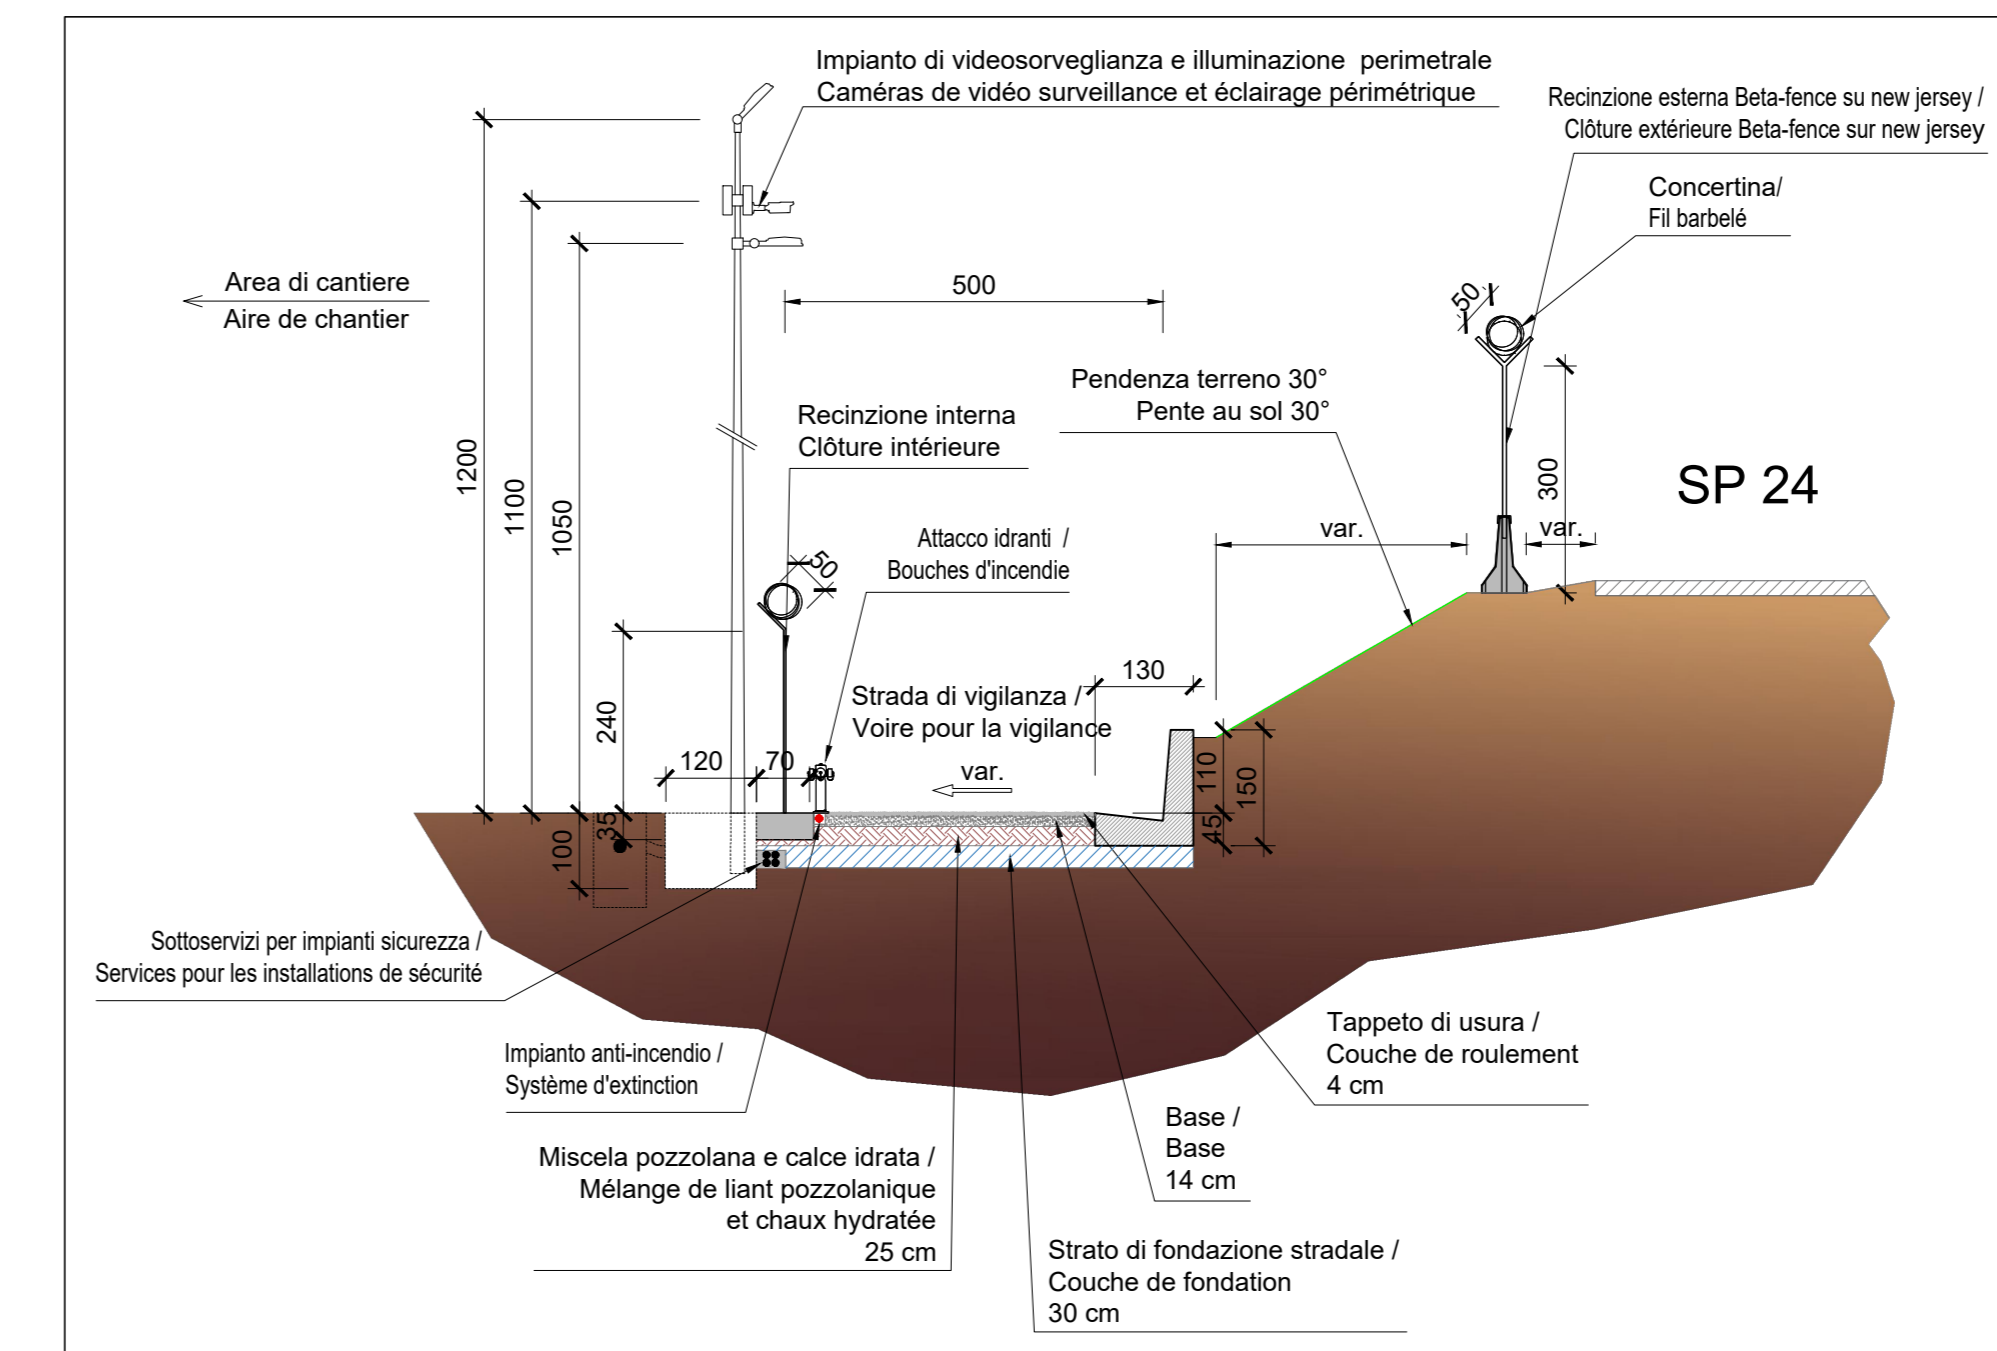 Impianto di videosorveglianza e illuminazione perimetrale
Caméras de vidéo surveillance et éclairage périmétrique
Recinzione esterna Beta-fence su new jersey /
Clôture extérieure Beta-fence sur new jersey
Concertina/
Fil barbelé
Area di cantiere
Aire de chantier
500
50
Pendenza terreno 30°
Pente au sol 30°
Recinzione interna
Clôture intérieure
1200
1100
1050
300
SP 24
var.
var.
Attacco idranti /
Bouches d'incendie
50
130
Strada di vigilanza /
Voire pour la vigilance
240
120
70
var.
110
150
45
35
100
Sottoservizi per impianti sicurezza /
Services pour les installations de sécurité
Impianto anti-incendio /
Système d'extinction
Tappeto di usura /
Couche de roulement
4 cm
Base /
Base
14 cm
Miscela pozzolana e calce idrata /
Mélange de liant pozzolanique
et chaux hydratée
25 cm
Strato di fondazione stradale /
Couche de fondation
30 cm